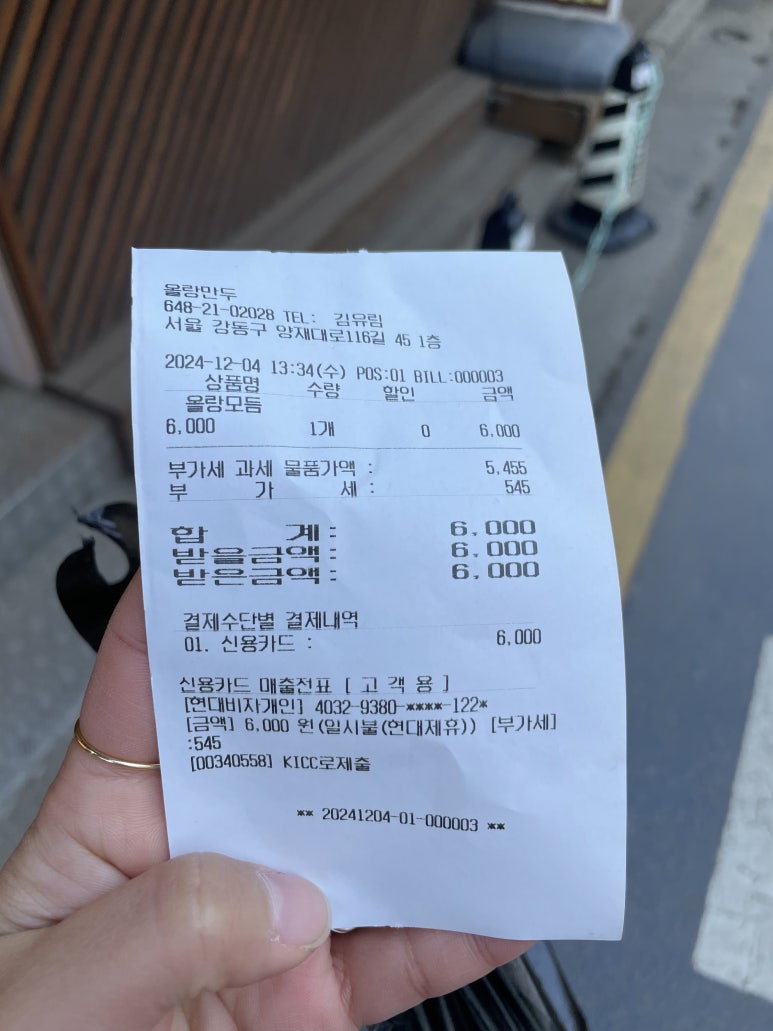 올랑만두
648-21-02028 TEL: 김유림
서울 강동구 양재대로116길 45 1층
2024-12-04 13:34(수) POS:01 BILL:000003
상품명 수량 할인 금액
올랑모듬
6,000 1개 0 6,000
부가세 과세 물품가액 : 5,455
부 가 세 : 545
합 계 : 6,000
받을금액 : 6,000
받은금액 : 6,000
결제수단별 결제내역
01. 신용카드 : 6,000
신용카드 매출전표 [ 고 객 용 ]
[현대비자개인] 4032-9380-****-122*
[금액] 6,000 원(일시불(현대제휴)) [부가세]
:545
[00340558] KICC로제출
** 20241204-01-000003 **